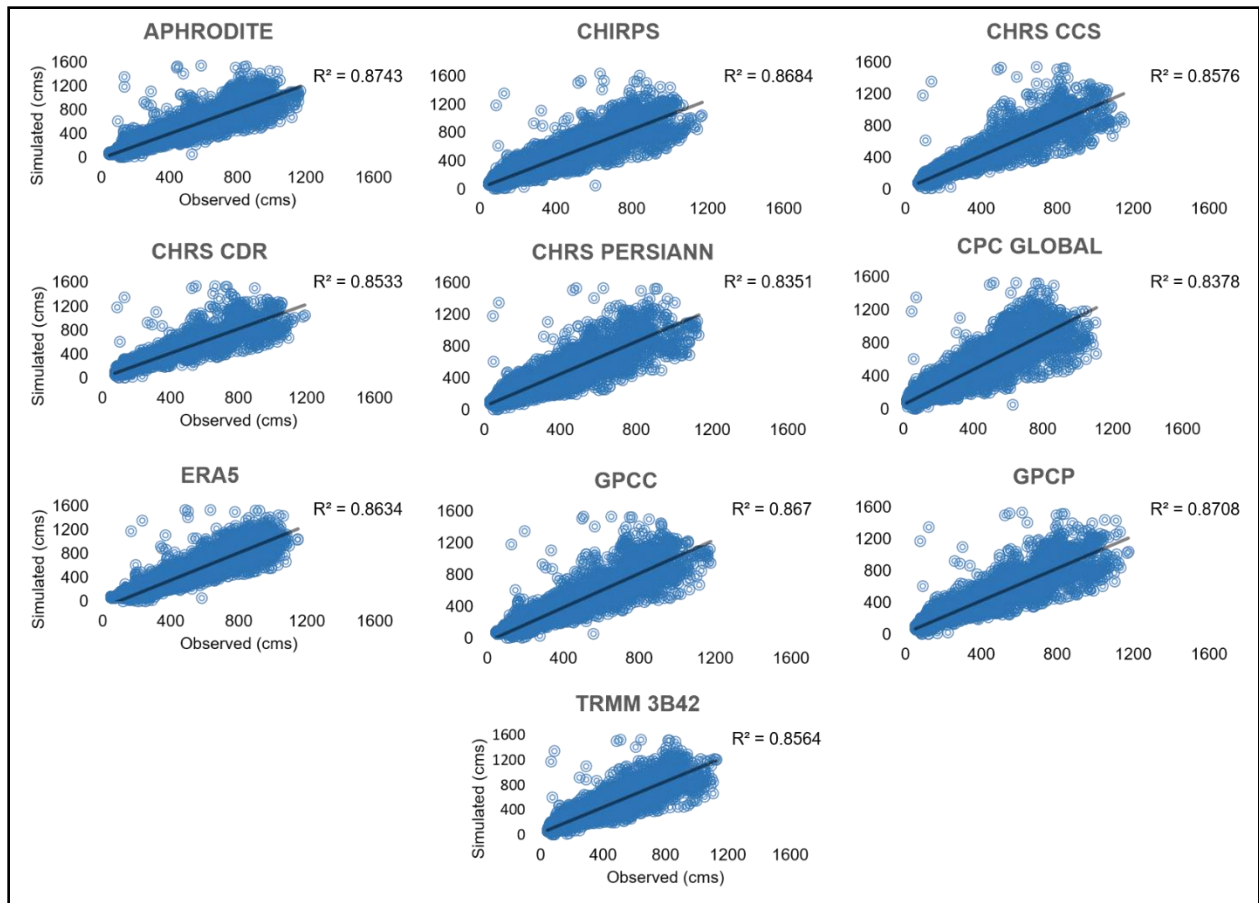 APHRODITE
1600
1200
800
400
0
Simulated (cms)
R² = 0.8743
0 400 800 1200 1600
Observed (cms)
CHIRPS
1600
1200
800
400
0
R² = 0.8684
0 400 800 1200 1600
CHRS CCS
1600
1200
800
400
0
R² = 0.8576
0 400 800 1200 1600
CHRS CDR
1600
1200
800
400
0
Simulated (cms)
R² = 0.8533
0 400 800 1200 1600
Observed (cms)
CHRS PERSIANN
1600
1200
800
400
0
R² = 0.8351
0 400 800 1200 1600
CPC GLOBAL
1600
1200
800
400
0
R² = 0.8378
0 400 800 1200 1600
ERA5
1600
1200
800
400
0
Simulated (cms)
R² = 0.8634
0 400 800 1200 1600
Observed (cms)
GPCC
1600
1200
800
400
0
R² = 0.867
0 400 800 1200 1600
GPCP
1600
1200
800
400
0
R² = 0.8708
0 400 800 1200 1600
TRMM 3B42
1600
1200
800
400
0
Simulated (cms)
R² = 0.8564
0 400 800 1200 1600
Observed (cms)